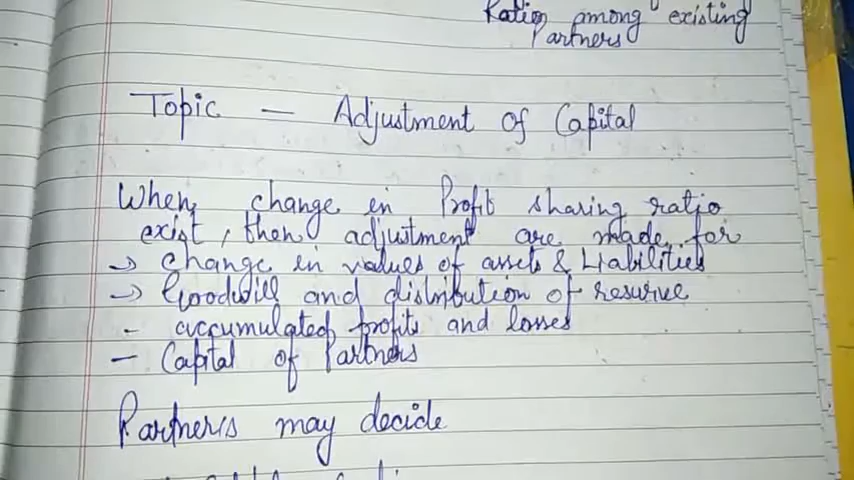 Ratio among existing
Partners
Topic — Adjustment of Capital
When change in Profit sharing ratio
exist, then adjustment are made for
→ change in values of assets & Liabilities
→ Goodwill and distribution of reserve
- accumulated profits and losses
- Capital of Partners
Partners may decide